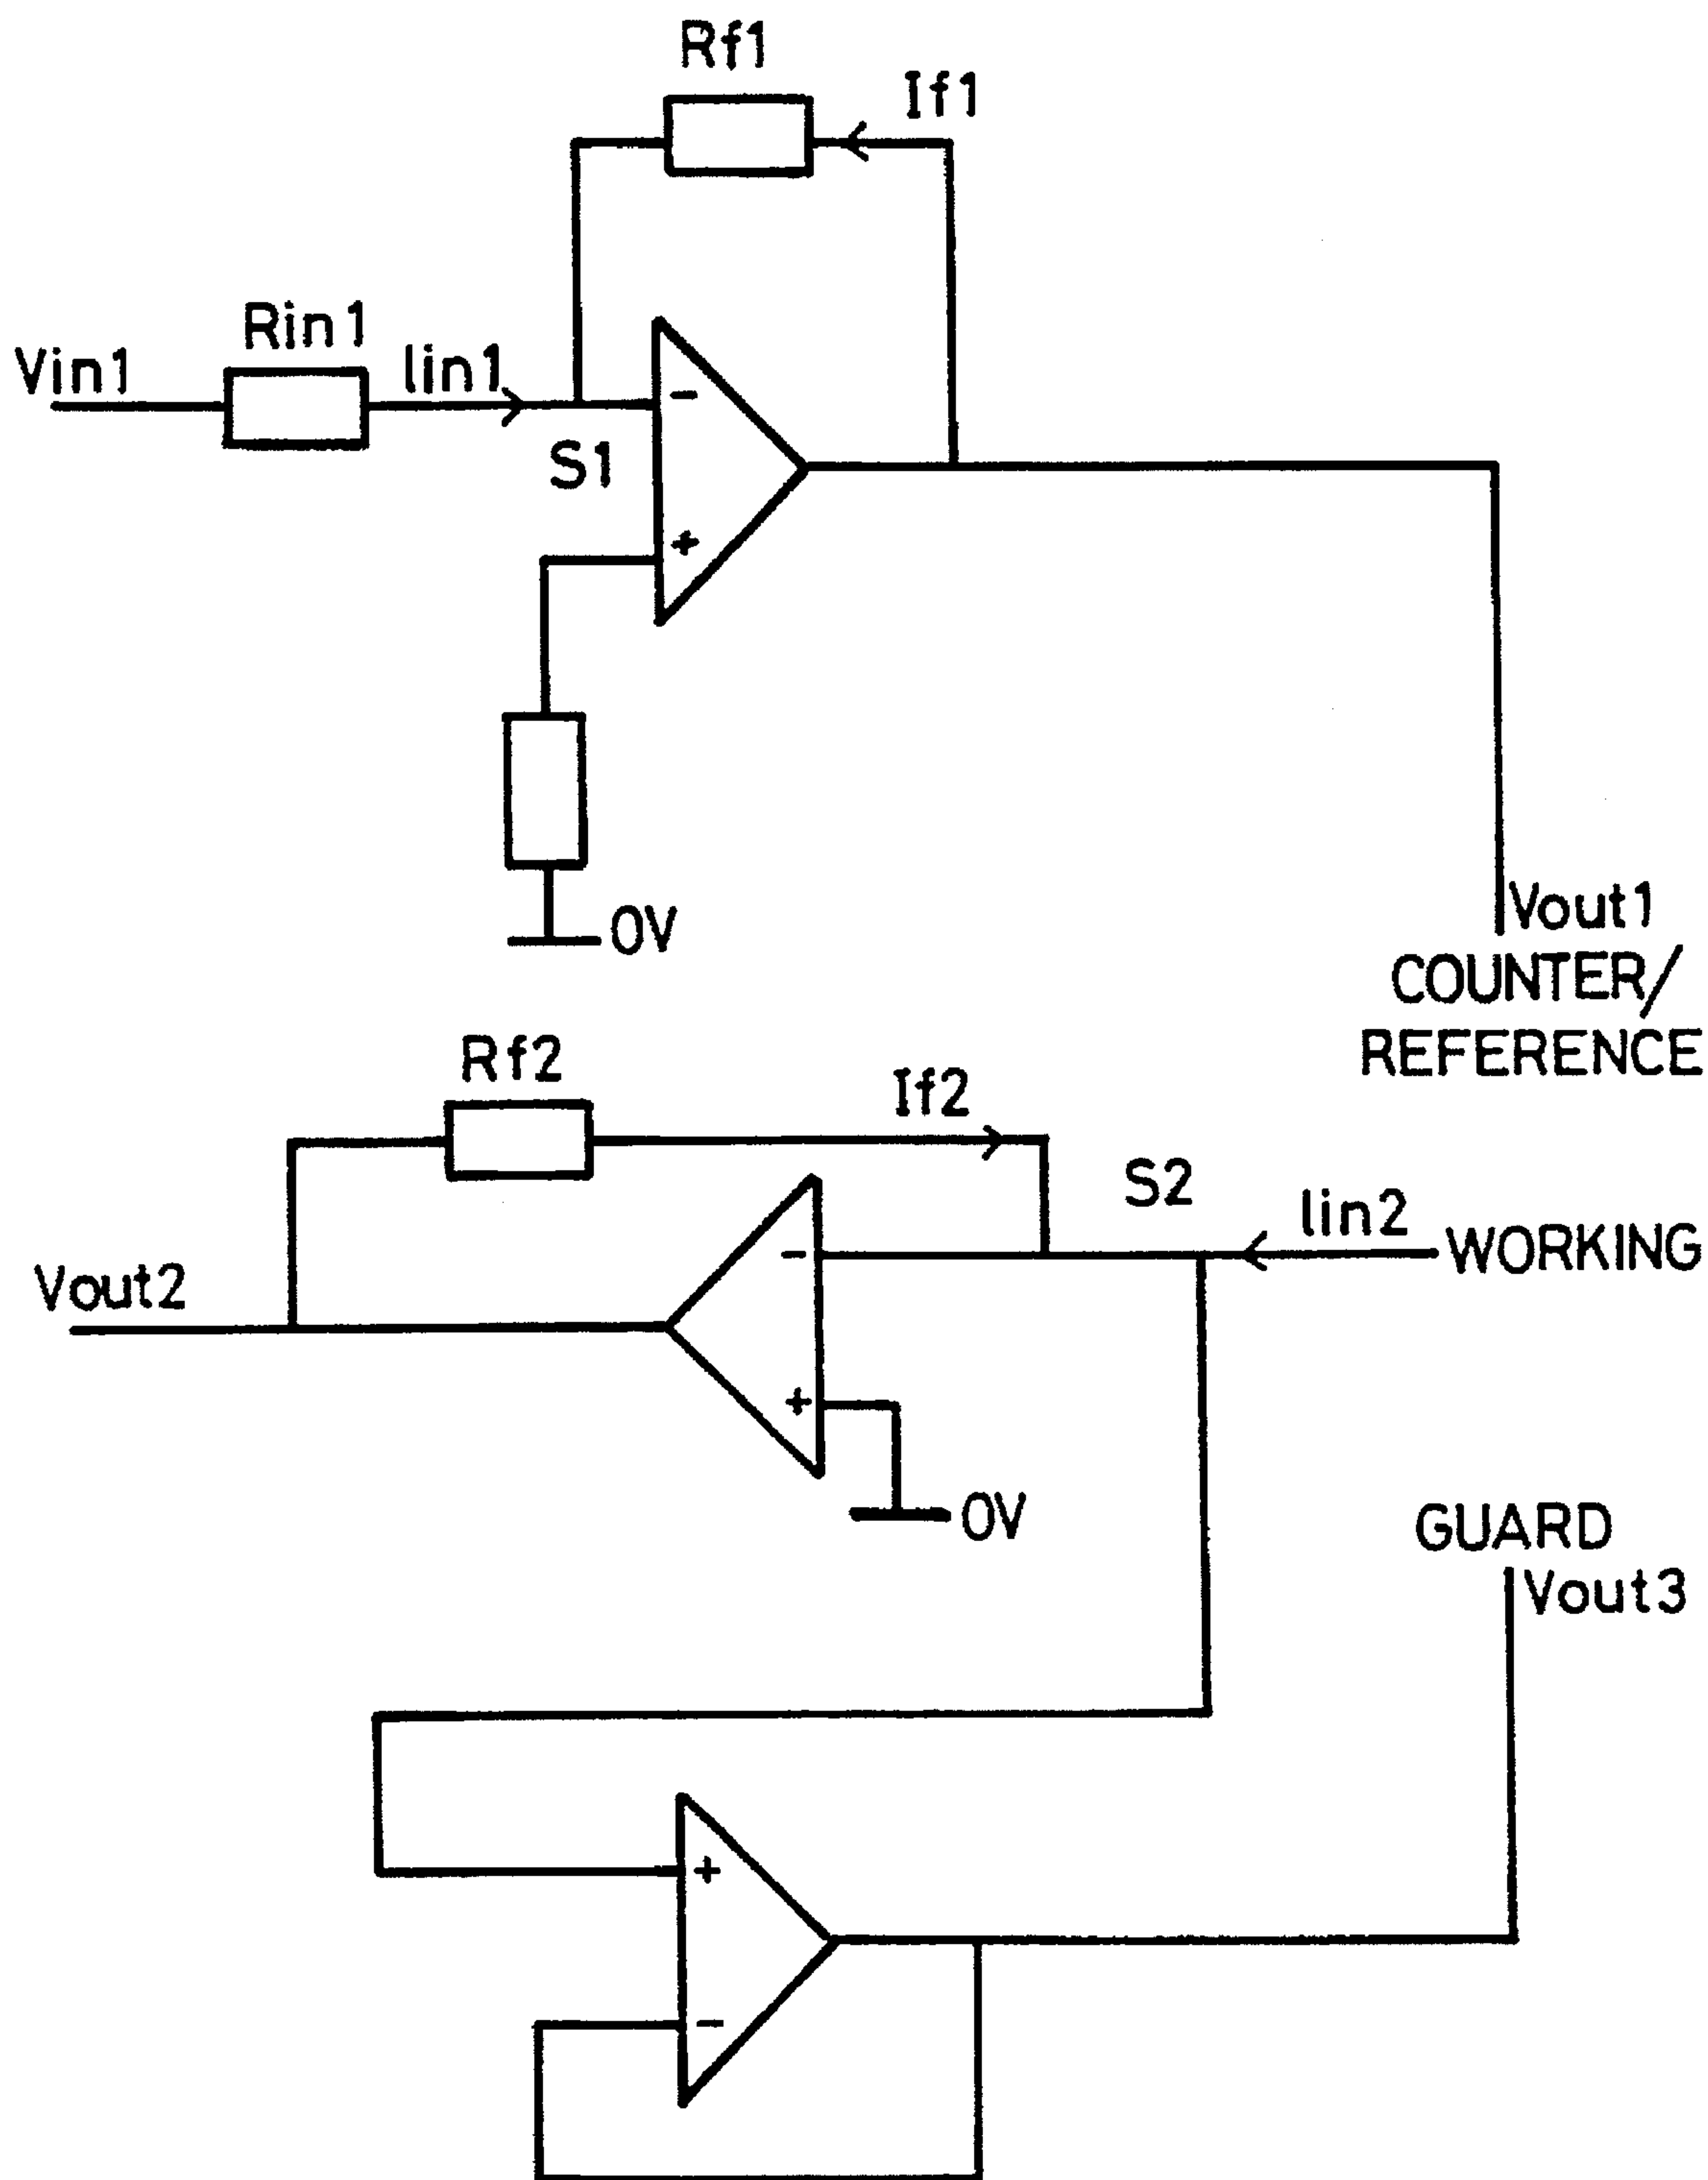 Rf1
If1
Rin1
Vin1
Iin1
-
S1
+
0V
Vout1
COUNTER/
REFERENCE
Rf2
If2
S2
Iin2
-
WORKING
Vout2
+
0V
GUARD
Vout3
+
-